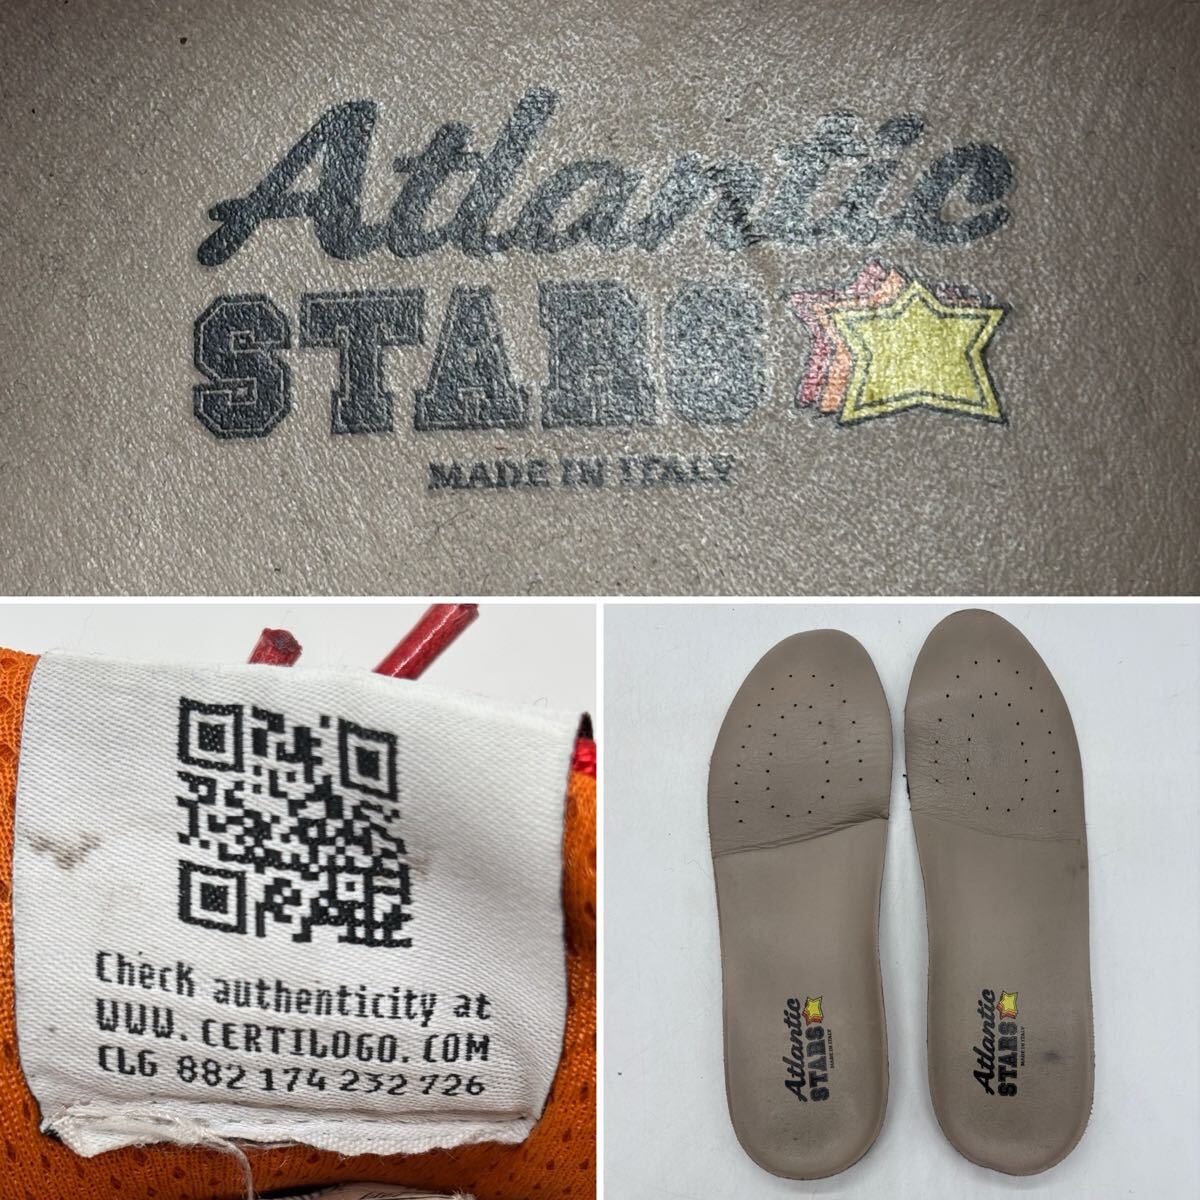 Atlantic
STARS
MADE IN ITALY
Check authenticity at
WWW.CERTILOGO.COM
CLG 882 174 232 726
Atlantic
STARS
MADE IN ITALY
Atlantic
STARS
MADE IN ITALY